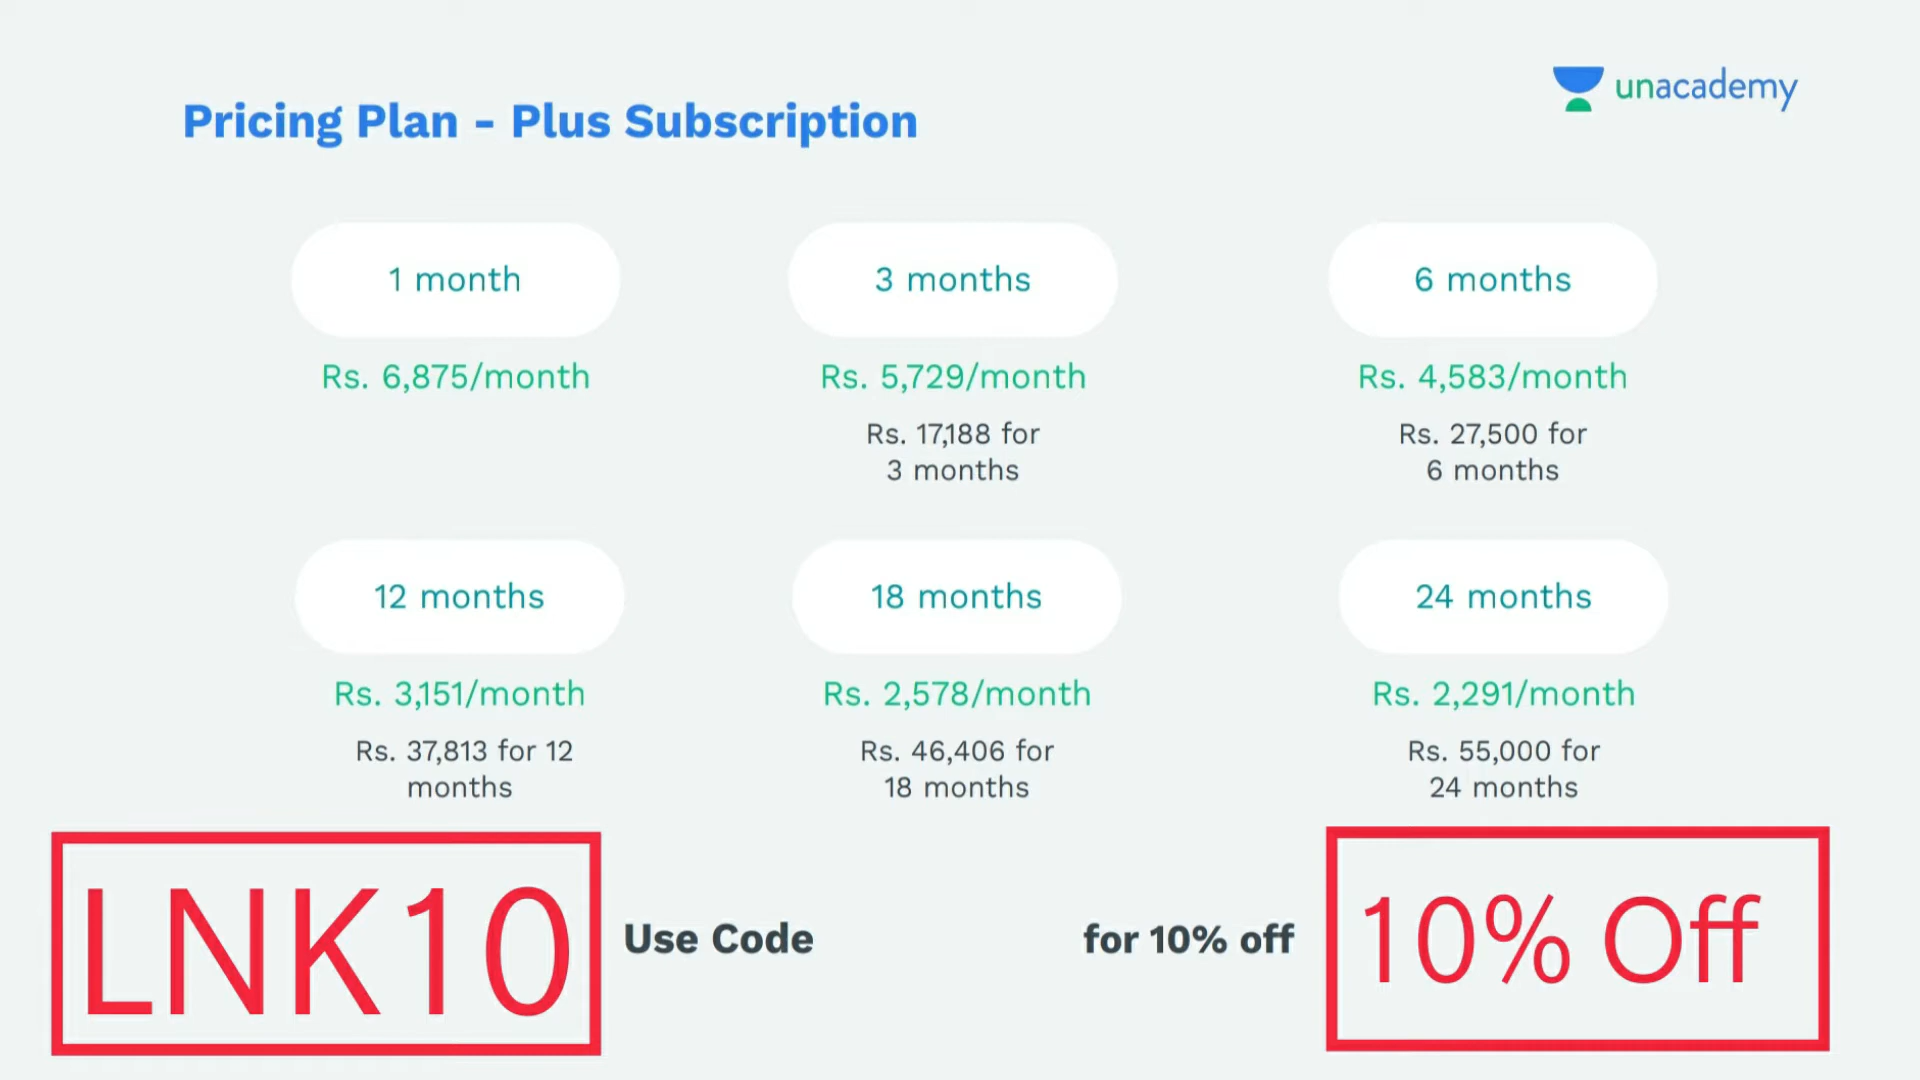 unacademy
Pricing Plan - Plus Subscription
1 month
3 months
6 months
Rs. 6,875/month
Rs. 5,729/month
Rs. 4,583/month
Rs. 17,188 for
3 months
Rs. 27,500 for
6 months
12 months
18 months
24 months
Rs. 3,151/month
Rs. 2,578/month
Rs. 2,291/month
Rs. 37,813 for 12
months
Rs. 46,406 for
18 months
Rs. 55,000 for
24 months
LNK10
Use Code
for 10% off
10% Off